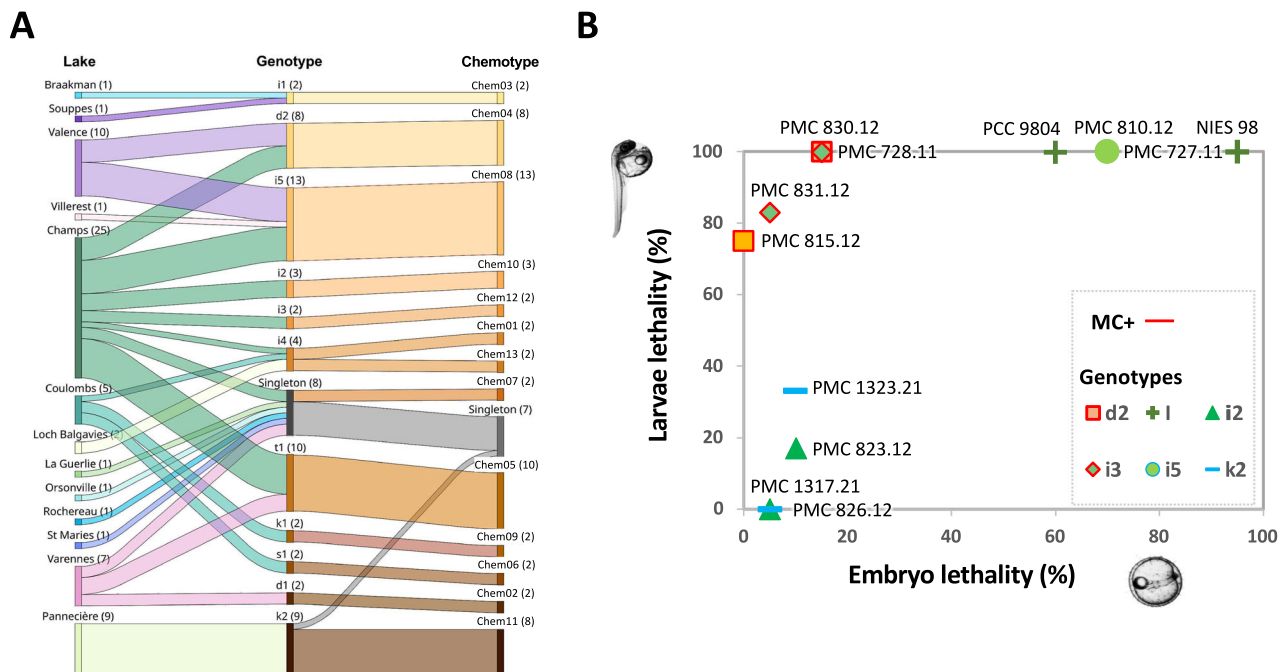 A
Lake
Genotype
Chemotype
Braakman (1)
Souppes (1)
Valence (10)
Villerest (1)
Champs (25)
Coulombs (5)
Loch Balgavies (2)
La Guerlie (1)
Orsonville (1)
Rochereau (1)
St Maries (1)
Varennes (7)
Pannecière (9)
i1 (2)
d2 (8)
i5 (13)
i2 (3)
i3 (2)
i4 (4)
Singleton (8)
t1 (10)
k1 (2)
s1 (2)
d1 (2)
k2 (9)
Chem03 (2)
Chem04 (8)
Chem08 (13)
Chem10 (3)
Chem12 (2)
Chem01 (2)
Chem13 (2)
Chem07 (2)
Singleton (7)
Chem05 (10)
Chem09 (2)
Chem06 (2)
Chem02 (2)
Chem11 (8)
B
Larvae lethality (%)
100
80
60
40
20
0
PMC 830.12
PMC 728.11
PCC 9804
PMC 810.12
PMC 727.11
NIES 98
PMC 831.12
PMC 815.12
PMC 1323.21
PMC 823.12
PMC 1317.21
PMC 826.12
MC+
Genotypes
d2
l
i2
i3
i5
k2
0
20
40
60
80
100
Embryo lethality (%)